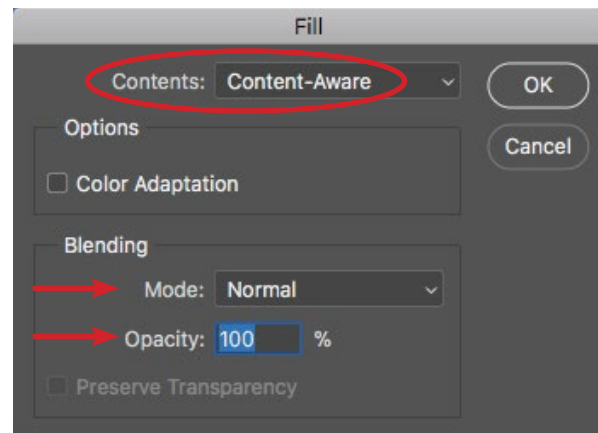 Fill
Contents: Content-Aware
OK
Options
Cancel
Color Adaptation
Blending
Mode: Normal
Opacity: 100 %
Preserve Transparency